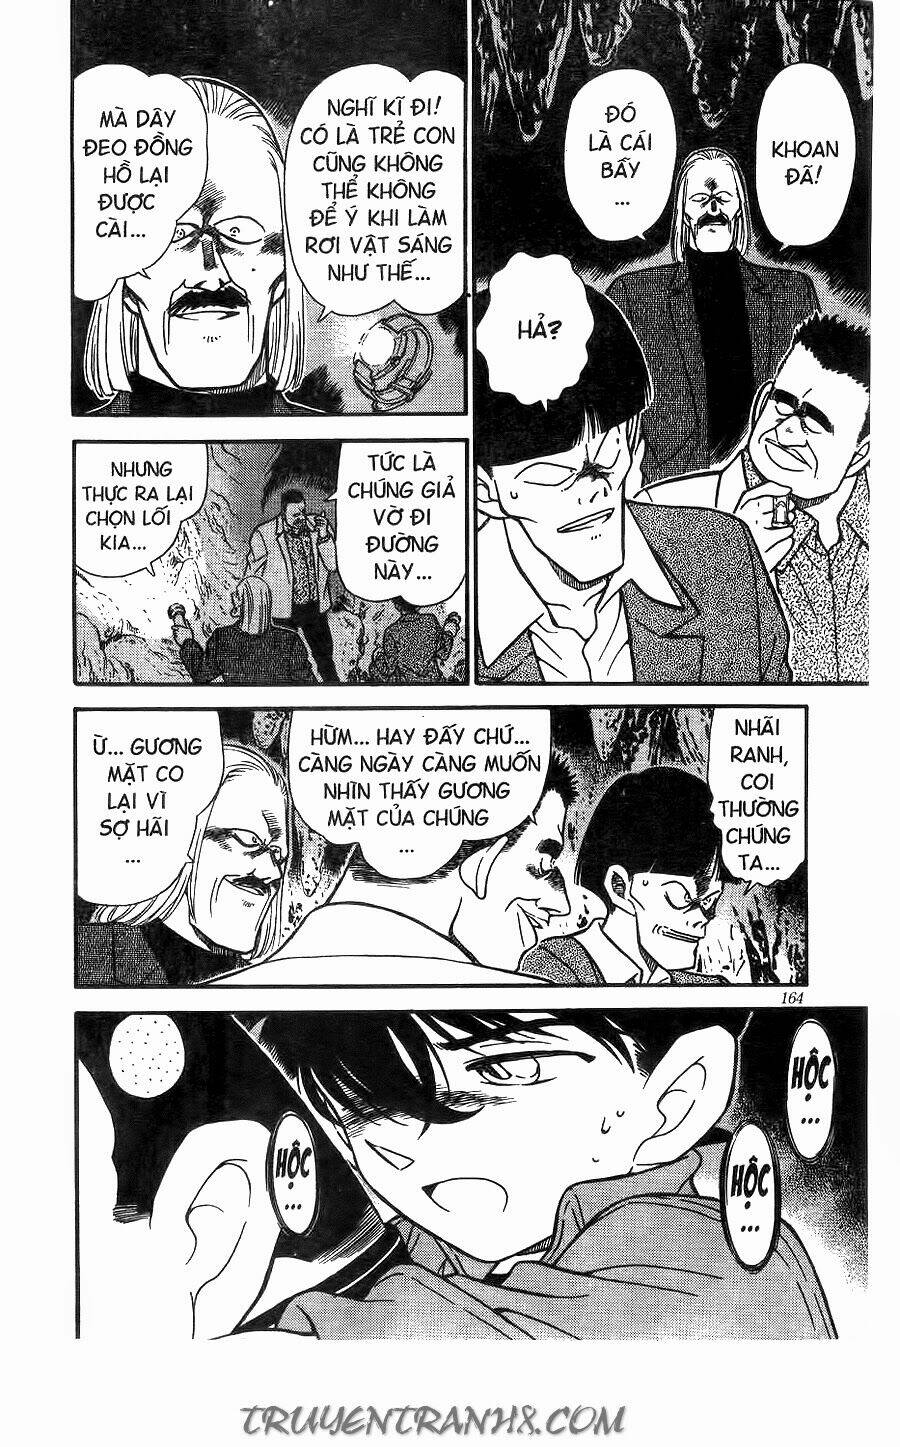 KHOAN
ĐÃ!
ĐÓ
LÀ CÁI
BẤY
...
HẢ?
NGHĨ KĨ ĐI!
CÓ LÀ TRẺ CON
CŨNG KHÔNG
THỂ KHÔNG
ĐỂ Ý KHI LÀM
RƠI VẬT SÁNG
NHƯ THẾ...
MÀ DÂY
ĐEO ĐỒNG
HỒ LẠI
ĐƯỢC
CÀI...
TỨC LÀ
CHÚNG GIẢ
VỜ ĐI
ĐƯỜNG
NÀY...
NHƯNG
THỰC RA LẠI
CHỌN LỐI
KIA...
NHÃI
RANH,
COI
THƯỜNG
CHÚNG
TA...
HỪM... HAY ĐẤY CHỨ...
CÀNG NGÀY CÀNG MUỐN
NHÌN THẤY GƯƠNG
MẶT CỦA CHÚNG
...
Ừ... GƯƠNG
MẶT CO
LẠI VÌ
SỢ HÃI
...
164
HỘC
...
HỘC
...
HỘC
...
TRUYENTRANH8.COM